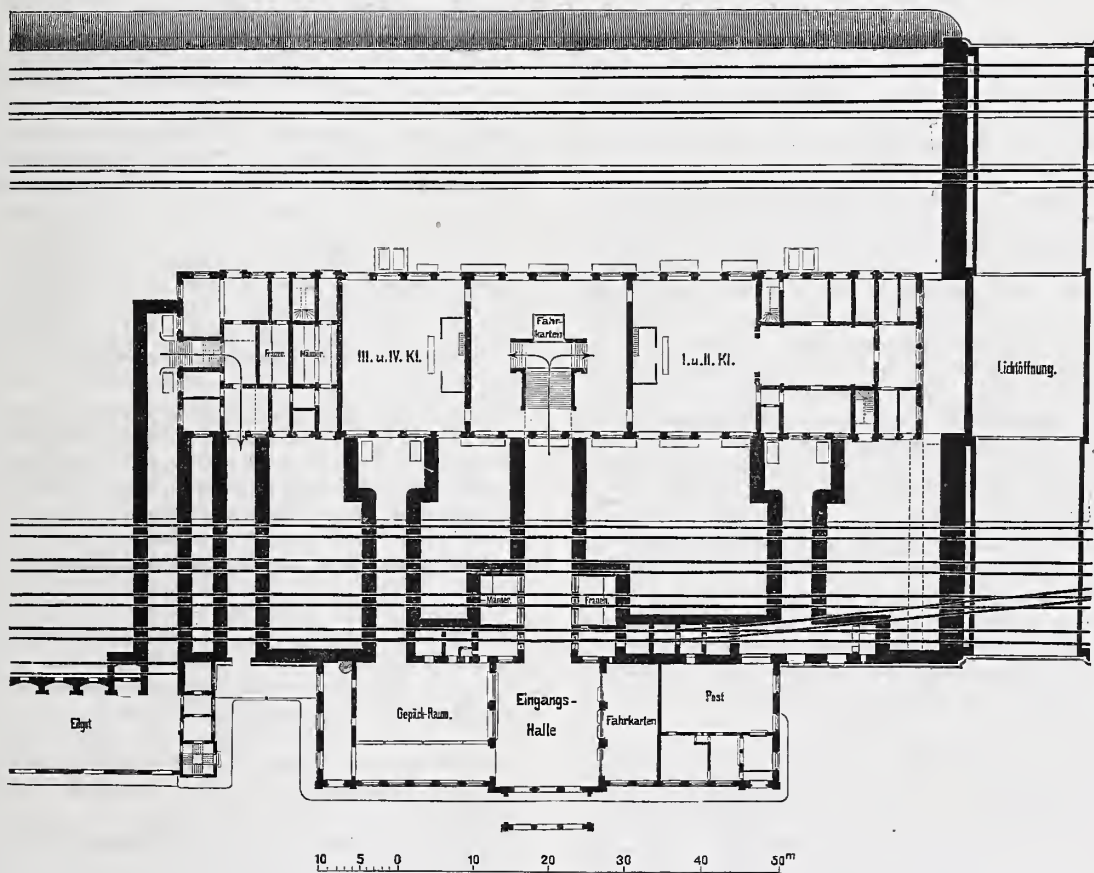 Fahr-
karten
III. u. IV. Kl.
I. u. II. Kl.
Frauen.
Männer.
Lichtöffnung.
Männer.
Frauen.
Eilgut
Gepäck-Raum.
Eingangs-
Halle
Fahrkarten
Post
10 5 0 10 20 30 40 50 m